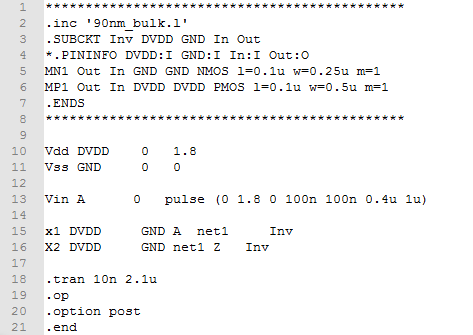 1 **********************************************
2 .inc '90nm_bulk.l'
3 .SUBCKT Inv DVDD GND In Out
4 *.PININFO DVDD:I GND:I In:I Out:O
5 MN1 Out In GND GND NMOS l=0.1u w=0.25u m=1
6 MP1 Out In DVDD DVDD PMOS l=0.1u w=0.5u m=1
7 .ENDS
8 **********************************************
9
10 Vdd DVDD 0 1.8
11 Vss GND 0 0
12
13 Vin A 0 pulse (0 1.8 0 100n 100n 0.4u 1u)
14
15 x1 DVDD GND A net1 Inv
16 X2 DVDD GND net1 Z Inv
17
18 .tran 10n 2.1u
19 .op
20 .option post
21 .end